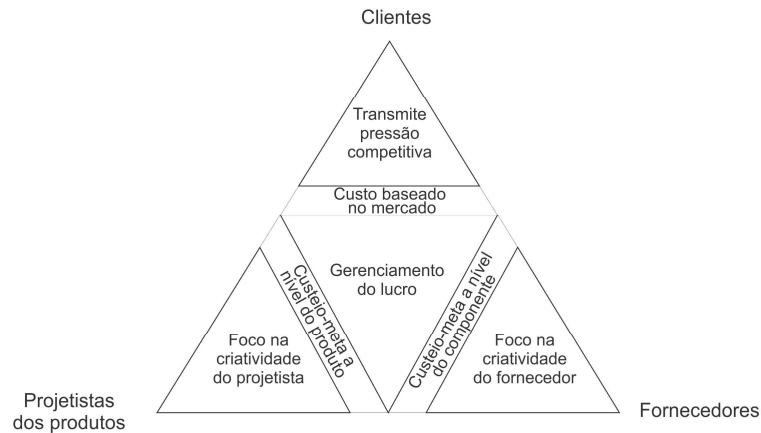 Clientes
Transmite
pressão
competitiva
Custo baseado
no mercado
Gerenciamento
do lucro
Custeio-meta a
nível do produto
Custeio-meta a nível
do componente
Foco na
criatividade
do projetista
Foco na
criatividade
do fornecedor
Projetistas
dos produtos
Fornecedores